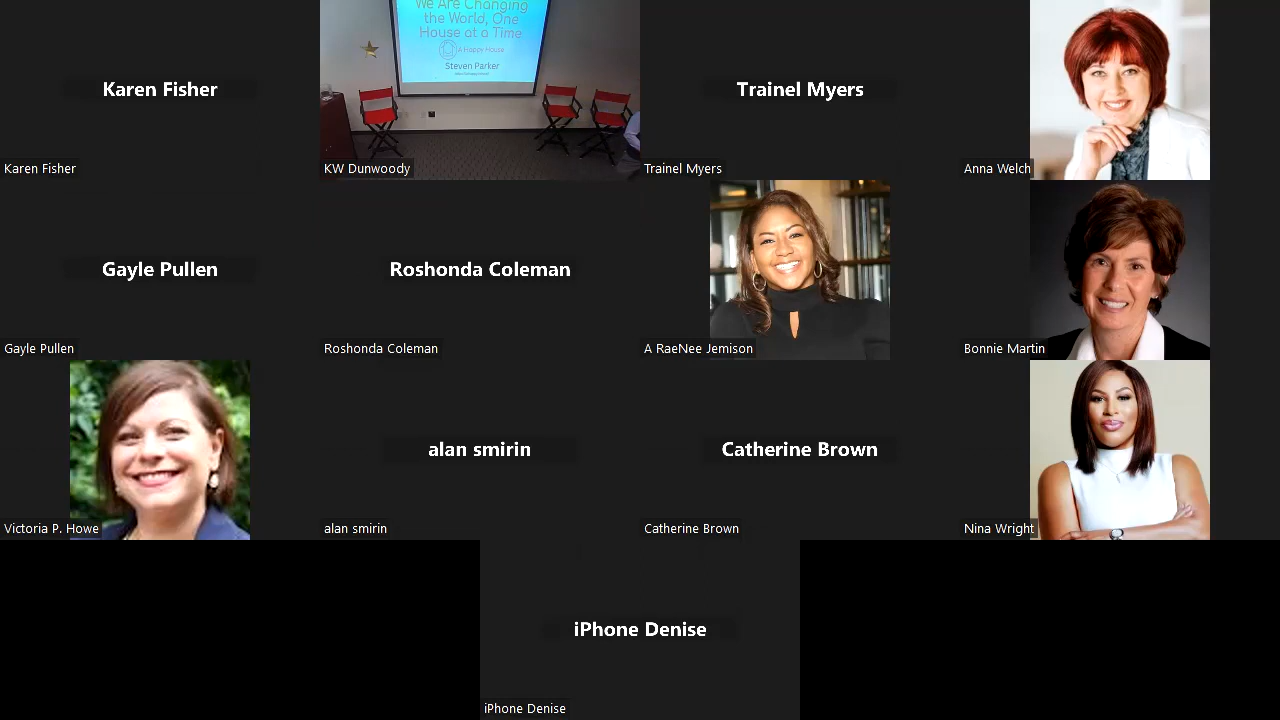 Karen Fisher
Karen Fisher
We Are Changing
the World, One
House at a Time
A Happy House
Steven Parker
KW Dunwoody
Trainel Myers
Trainel Myers
Anna Welch
Gayle Pullen
Gayle Pullen
Roshonda Coleman
Roshonda Coleman
A RaeNee Jemison
Bonnie Martin
Victoria P. Howe
alan smirin
alan smirin
Catherine Brown
Catherine Brown
Nina Wright
iPhone Denise
iPhone Denise